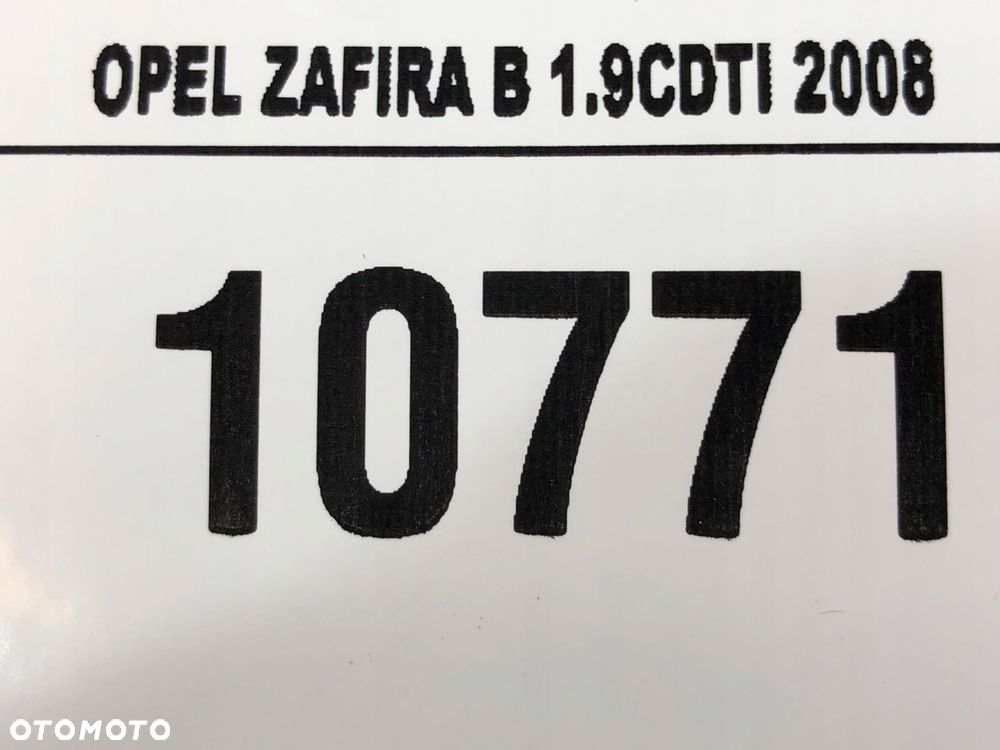 OPEL ZAFIRA B 1.9CDTI 2008
10771
OTOMOTO